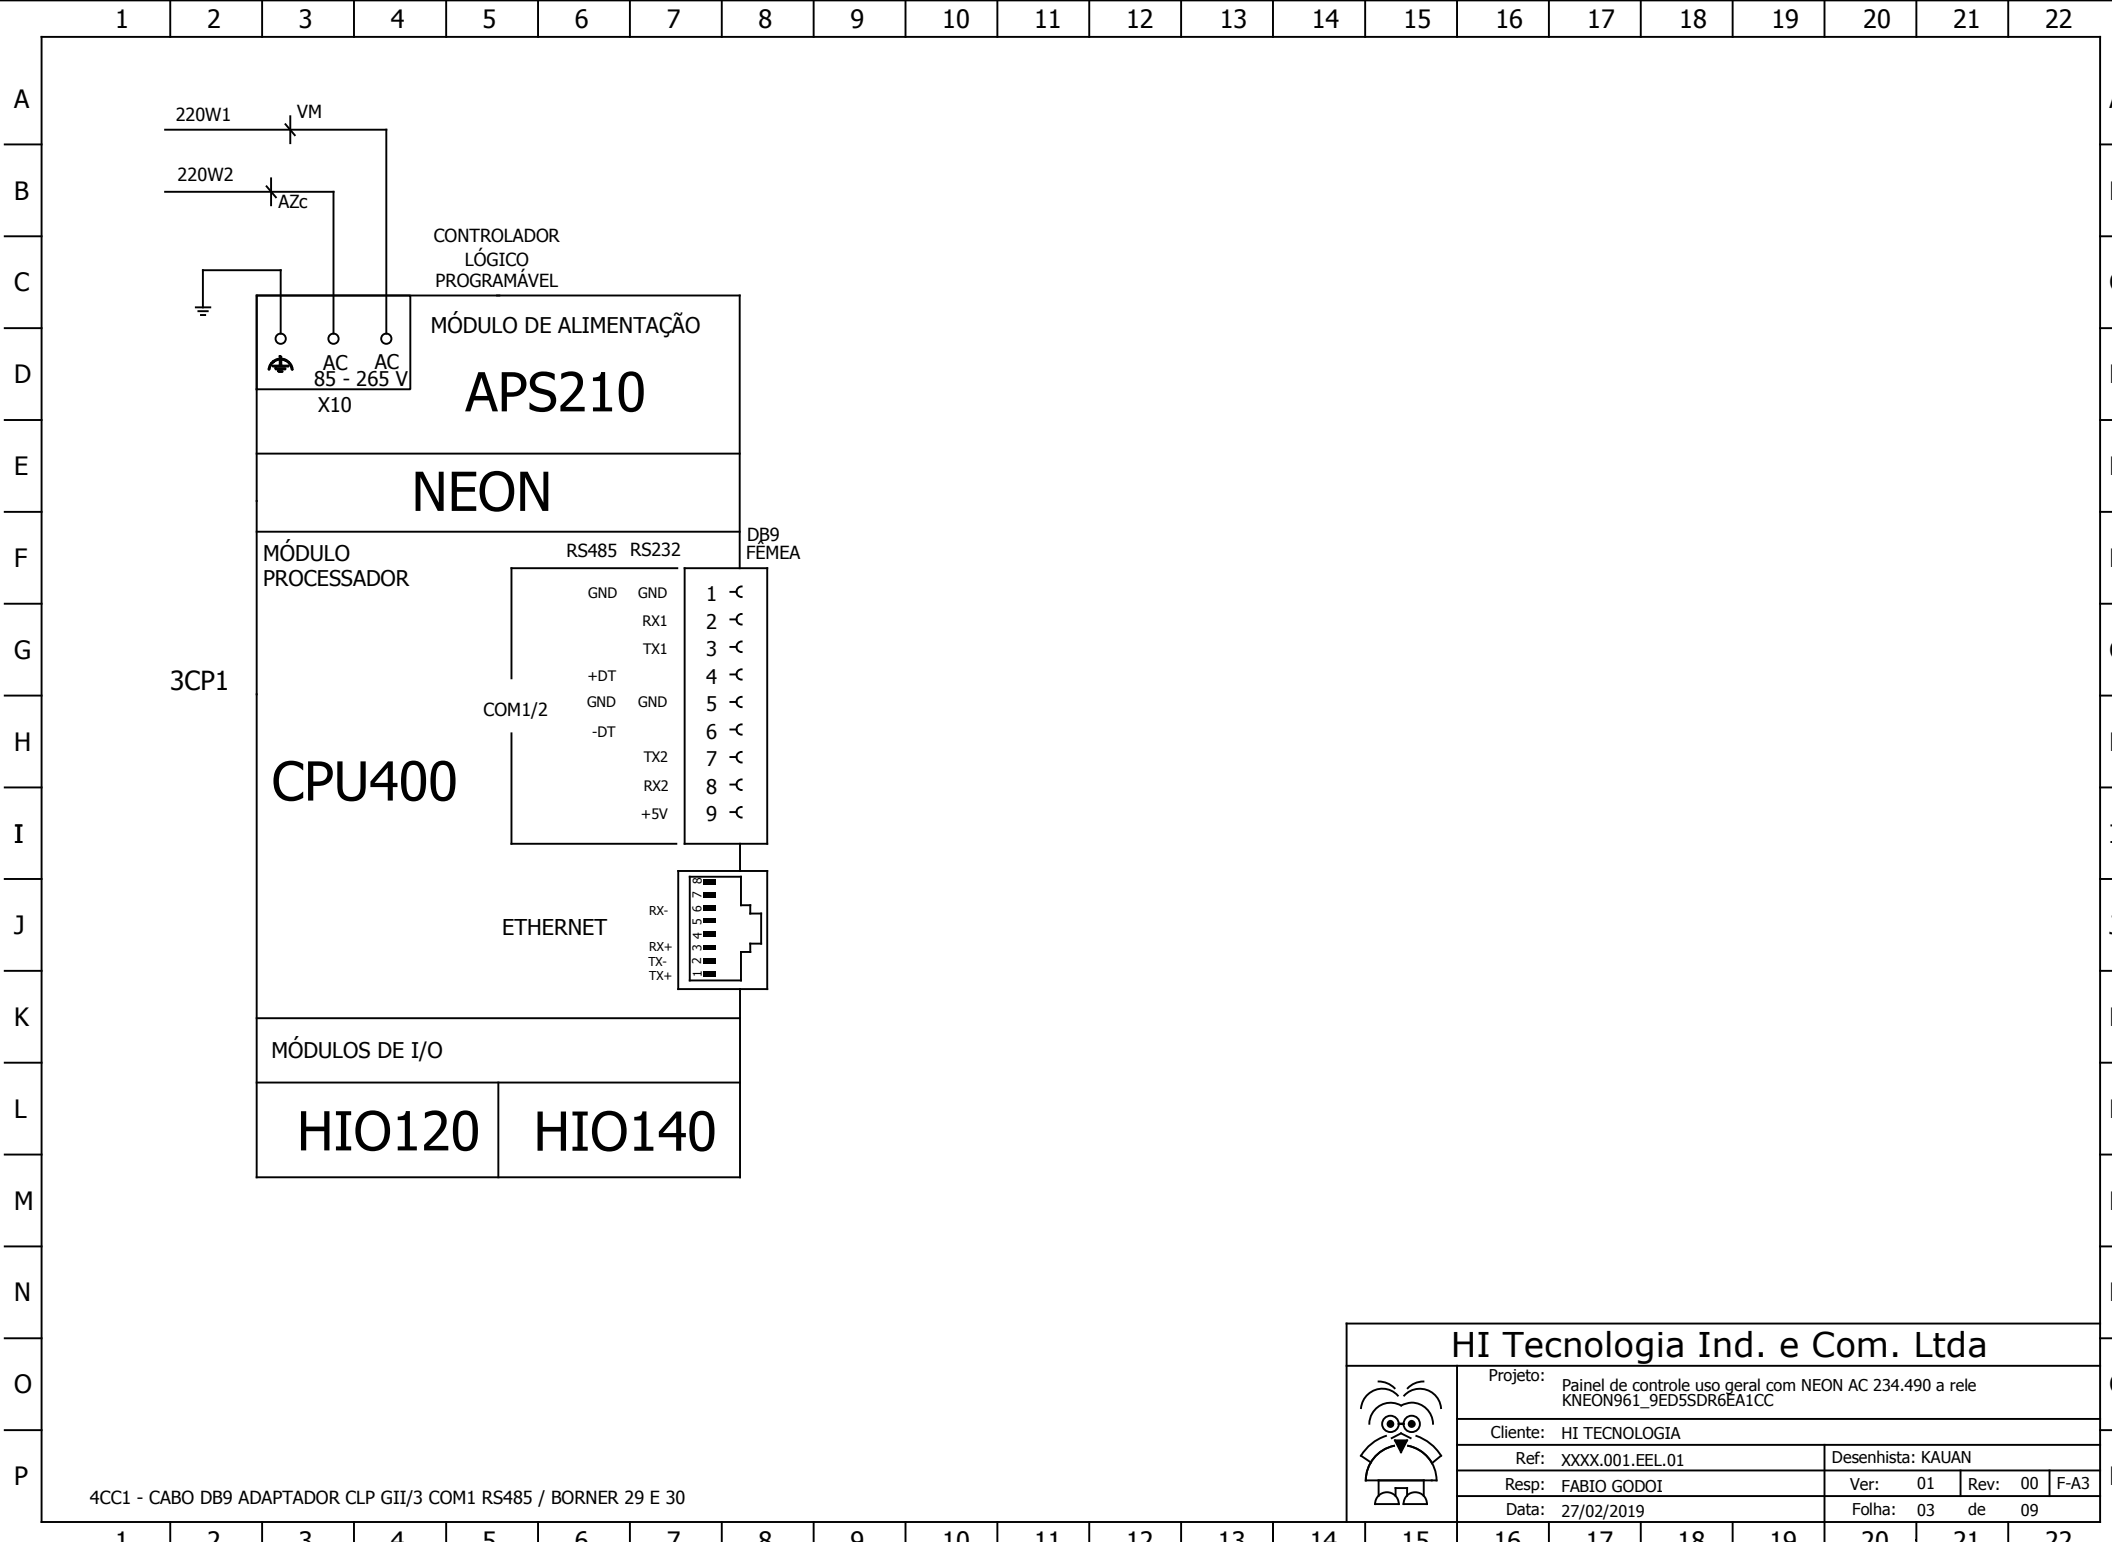 1 2 3 4 5 6 7 8 9 10 11 12 13 14 15 16 17 18 19 20 21 22
A
B
C
D
E
F
G
H
I
J
K
L
M
N
O
P
220W1
VM
220W2
AZc
CONTROLADOR
LÓGICO
PROGRAMÁVEL
MÓDULO DE ALIMENTAÇÃO
AC AC
85 - 265 V
X10
APS210
NEON
MÓDULO
PROCESSADOR
RS485 RS232
DB9
FÊMEA
GND GND 1
RX1 2
TX1 3
+DT 4
GND GND 5
-DT 6
TX2 7
RX2 8
+5V 9
COM1/2
3CP1
CPU400
ETHERNET
RX-
RX+
TX-
TX+
1 2 3 4 5 6 7 8
MÓDULOS DE I/O
HIO120 HIO140
4CC1 - CABO DB9 ADAPTADOR CLP GII/3 COM1 RS485 / BORNER 29 E 30
HI Tecnologia Ind. e Com. Ltda
Projeto: Painel de controle uso geral com NEON AC 234.490 a rele
KNEON961_9ED5SDR6EA1CC
Cliente: HI TECNOLOGIA
Ref: XXXX.001.EEL.01 Desenhista: KAUAN
Resp: FABIO GODOI Ver: 01 Rev: 00 F-A3
Data: 27/02/2019 Folha: 03 de 09
1 2 3 4 5 6 7 8 9 10 11 12 13 14 15 16 17 18 19 20 21 22